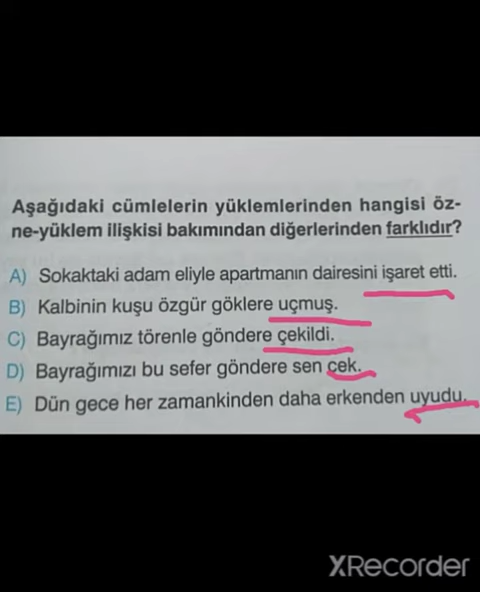 Aşağıdaki cümlelerin yüklemlerinden hangisi öz-
ne-yüklem ilişkisi bakımından diğerlerinden farklıdır?
A) Sokaktaki adam eliyle apartmanın dairesini işaret etti.
B) Kalbinin kuşu özgür göklere uçmuş.
C) Bayrağımız törenle göndere çekildi.
D) Bayrağımızı bu sefer göndere sen çek.
E) Dün gece her zamankinden daha erkenden uyudu.
XRecorder